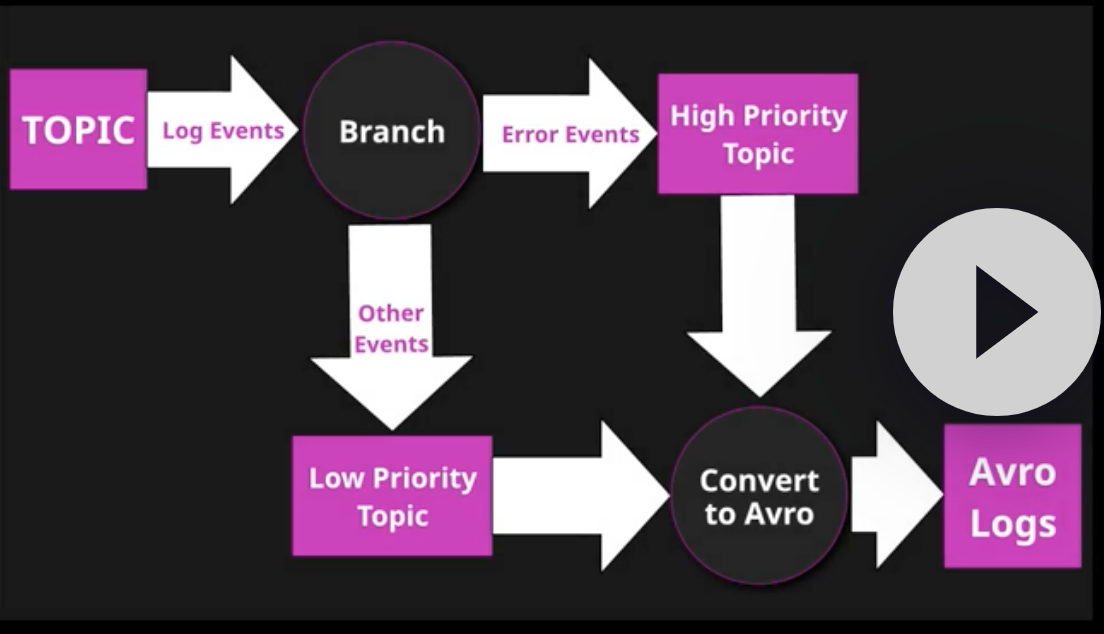 TOPIC
Log Events
Branch
Error Events
High Priority
Topic
Other
Events
Low Priority
Topic
Convert
to Avro
Avro
Logs